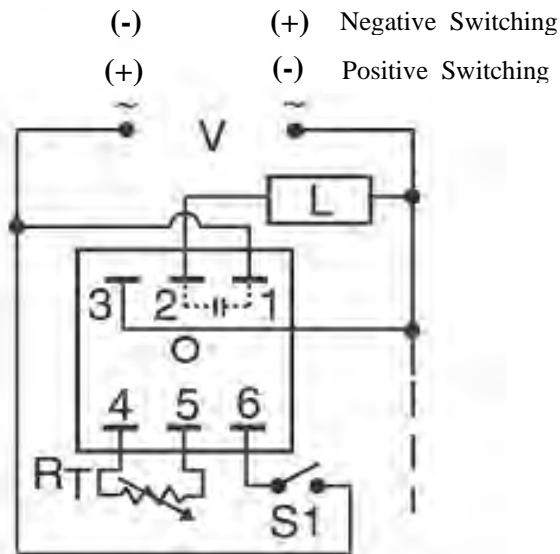 (-) (+) Negative Switching
(+) (-) Positive Switching
~ ~
V
L
3 2 1
4 5 6
RT
S1